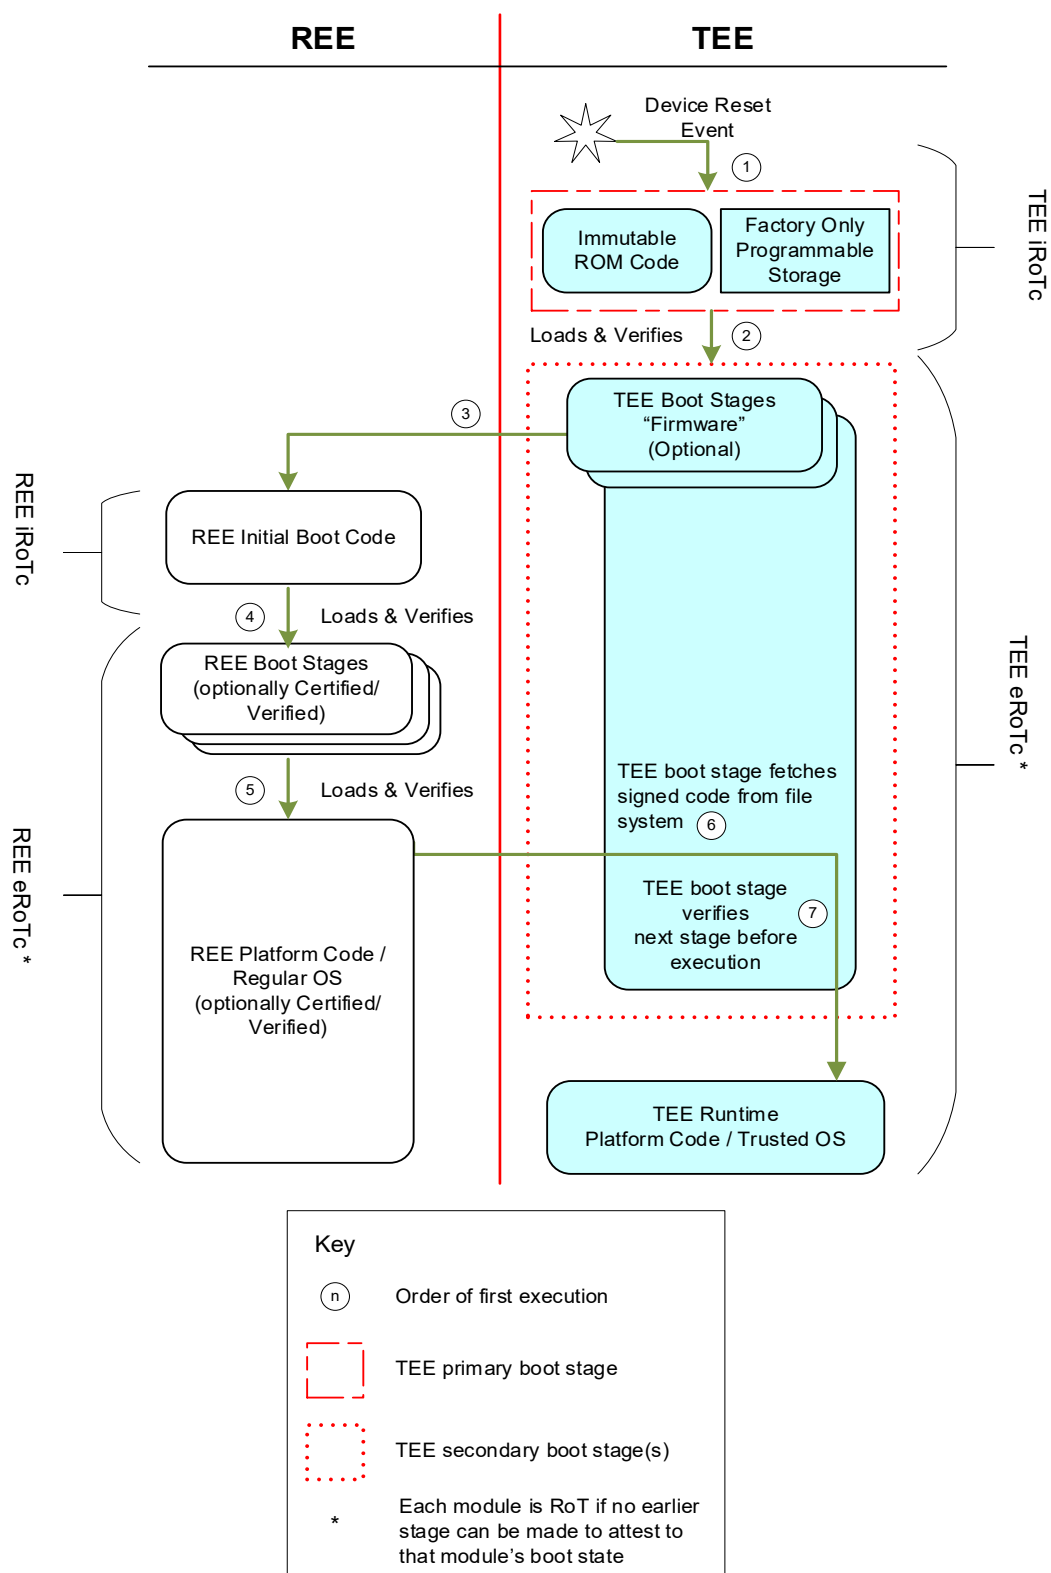 REE
TEE
Device Reset
Event
1
TEE iRoTc
Immutable
ROM Code
Factory Only
Programmable
Storage
Loads & Verifies
2
TEE Boot Stages
“Firmware”
(Optional)
3
REE iRoTc
REE Initial Boot Code
4
Loads & Verifies
REE Boot Stages
(optionally Certified/
Verified)
TEE eRoTc *
5
Loads & Verifies
TEE boot stage fetches
signed code from file
system
6
REE eRoTc *
TEE boot stage
verifies
next stage before
execution
7
REE Platform Code /
Regular OS
(optionally Certified/
Verified)
TEE Runtime
Platform Code / Trusted OS
Key
n
Order of first execution
TEE primary boot stage
TEE secondary boot stage(s)
*
Each module is RoT if no earlier
stage can be made to attest to
that module’s boot state